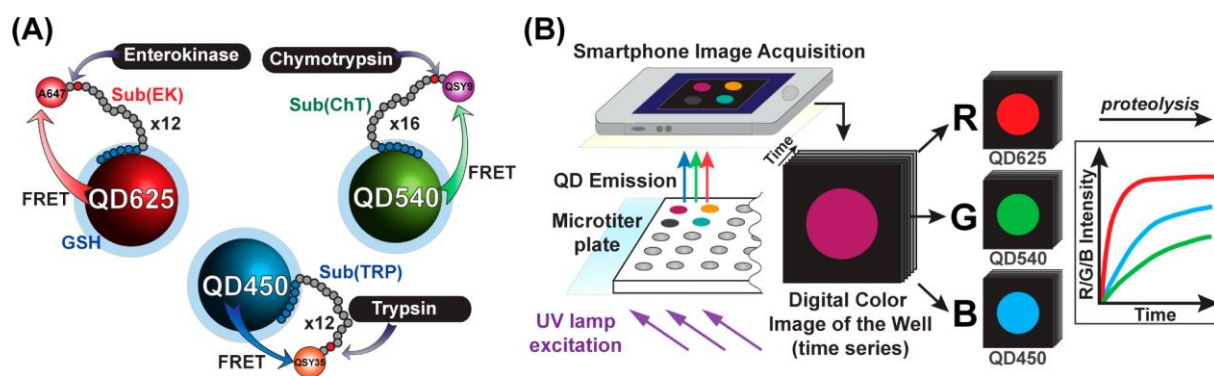 (A)
Enterokinase
Chymotrypsin
A647
Sub(EK)
x12
QSY9
Sub(ChT)
x16
FRET
QD625
GSH
FRET
QD540
QD450
Sub(TRP)
x12
Trypsin
FRET
QSY35
(B)
Smartphone Image Acquisition
Time
QD Emission
Microtiter
plate
UV lamp
excitation
Digital Color
Image of the Well
(time series)
R
QD625
G
QD540
B
QD450
proteolysis
R/G/B Intensity
Time